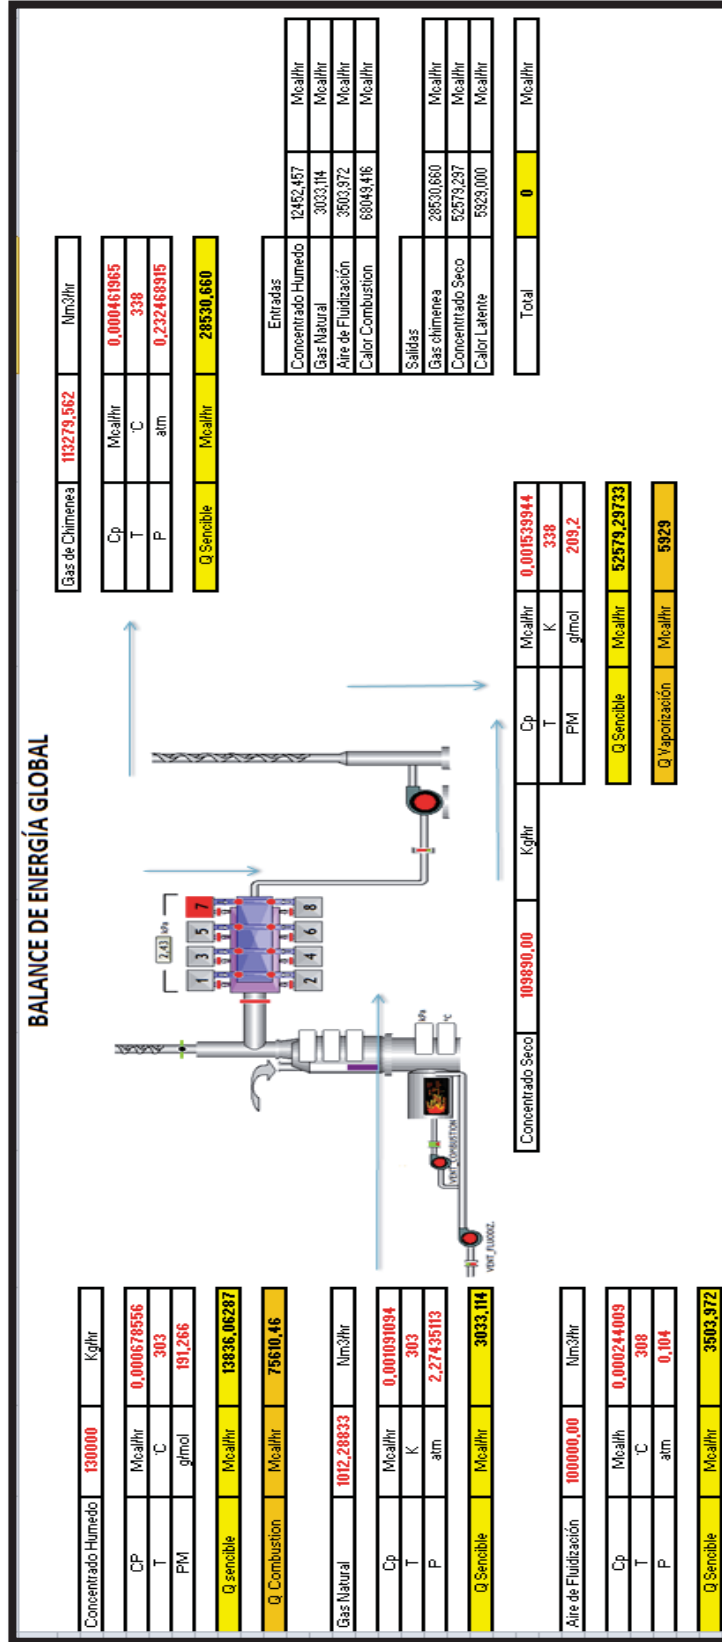 BALANCE DE ENERGÍA GLOBAL
Concentrado Humedo 130000 Kg/hr
CP Mcal/hr 0,000678556
T ºC 303
PM g/mol 191,266
Q sencible Mcal/hr 13836,06287
Q Combustion Mcal/hr 75610,46
Gas Natural 1012,28833 Nm3/hr
Cp Mcal/hr 0,001091094
T K 303
P atm 2,27435113
Q Sencible Mcal/hr 3033,114
Aire de Fluidización 100000,00 Nm3/hr
Cp Mcal/h 0,000244009
T ºC 308
P atm 0,104
Q Sencible Mcal/hr 3503,972
2,43 kPa
1 3 5 7
2 4 6 8
kPa
ºC
VENT_COMBUSTION
VENT_FLUODIZ.
Concentrado Seco 109890,00 Kg/hr
Cp Mcal/hr 0,001539944
T K 338
PM g/mol 209,2
Q Sencible Mcal/hr 52579,29733
Q Vaporización Mcal/hr 5929
Gas de Chimenea 113279,562 Nm3/hr
Cp Mcal/hr 0,000461965
T ºC 338
P atm 0,232468915
Q Sencible Mcal/hr 28530,660
Entradas
Concentrado Humedo 12452,457 Mcal/hr
Gas Natural 3033,114 Mcal/hr
Aire de Fluidización 3503,972 Mcal/hr
Calor Combustion 68049,416 Mcal/hr
Salidas
Gas chimenea 28530,660 Mcal/hr
Concentrtado Seco 52579,297 Mcal/hr
Calor Latente 5929,000 Mcal/hr
Total 0 Mcal/hr